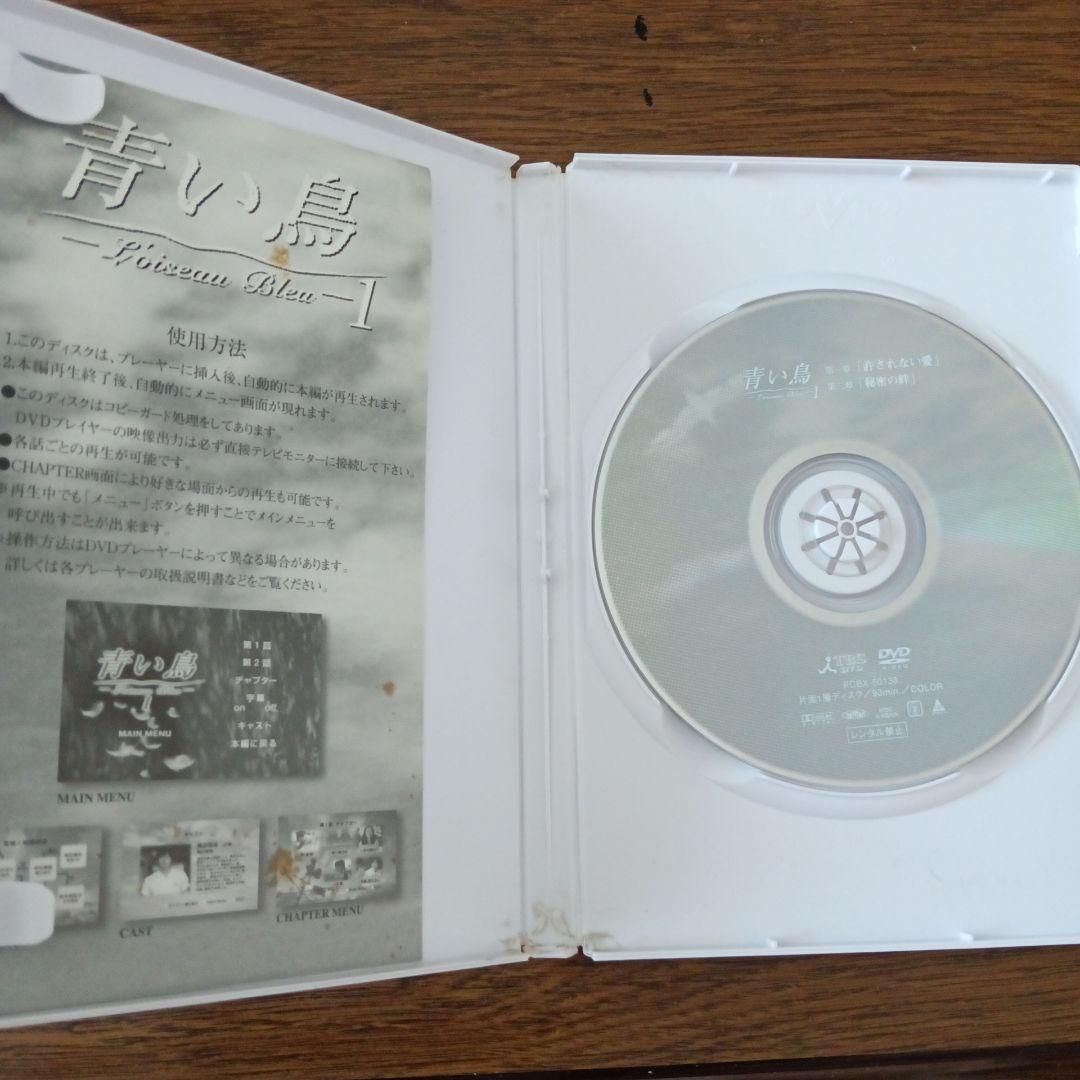 青い鳥
L'oiseau Bleu
1
使用方法
1.このディスクは、プレーヤーに挿入後、自動的に本編が再生されます。
2.本編再生終了後、自動的にメニュー画面が現れます。
●このディスクはコピーガード処理をしてあります。
DVDプレイヤーの映像出力は必ず直接テレビモニターに接続して下さい。
●各話ごとの再生が可能です。
●CHAPTER画面により好きな場面からの再生も可能です。
※再生中でも「メニュー」ボタンを押すことでメインメニューを
呼び出すことが出来ます。
操作方法はDVDプレーヤーによって異なる場合があります。
詳しくは各プレーヤーの取扱説明書などをご覧ください。
青い鳥
1
MAIN MENU
第1話
第2話
チャプター
字幕
on off
キャスト
本編に戻る
MAIN MENU
CAST
CHAPTER MENU
青い鳥
L'oiseau Bleu
1
第一章「許されない愛」
第二章「秘密の絆」
TBS
DVD
VIDEO
PCBX-50138
片面1層ディスク/93min./COLOR
レンタル禁止